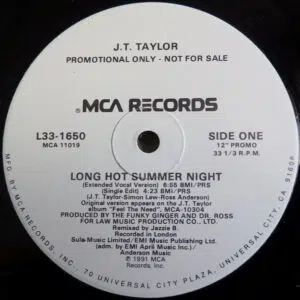 J.T. TAYLOR
PROMOTIONAL ONLY - NOT FOR SALE
®MCA RECORDS
L33-1650
MCA 11019
SIDE ONE
12" PROMO
33 1/3 R.P.M.
LONG HOT SUMMER NIGHT
(Extended Vocal Version) 6:55 BMI/PRS
(Single Edit) 4:23 BMI/PRS
(J.T. Taylor-Simon Law-Ross Anderson)
Original version appears on the J.T. Taylor
album "Feel The Need", MCA-10304
PRODUCED BY THE FUNKY GINGER AND DR. ROSS
FOR LAW MUSIC PRODUCTION CO., LTD.
Remixed by Jazzie B.
Recorded in London
Sula Music Limited/EMI Music Publishing Ltd.
(adm. by EMI April Music Inc.)/
Anderson Music
℗ 1991 MCA
Records, Inc.
MFG. BY MCA RECORDS, INC., 70 UNIVERSAL CITY PLAZA, UNIVERSAL CITY, CA